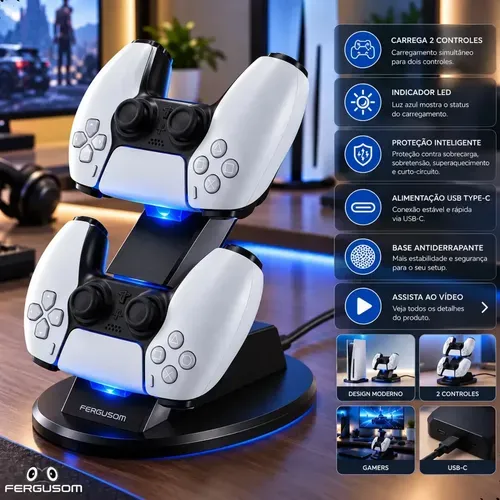 CARREGA 2 CONTROLES
Carregamento simultâneo
para dois controles.
INDICADOR LED
Luz azul mostra o status
do carregamento.
PROTEÇÃO INTELIGENTE
Proteção contra sobrecarga,
sobretensão, superaquecimento
e curto-circuito.
ALIMENTAÇÃO USB TYPE-C
Conexão estável e rápida
via USB-C.
BASE ANTIDERRAPANTE
Mais estabilidade e segurança
para o seu setup.
ASSISTA AO VÍDEO
Veja todos os detalhes
do produto.
DESIGN MODERNO
2 CONTROLES
GAMERS
USB-C
FERGUSOM
FERGUSOM